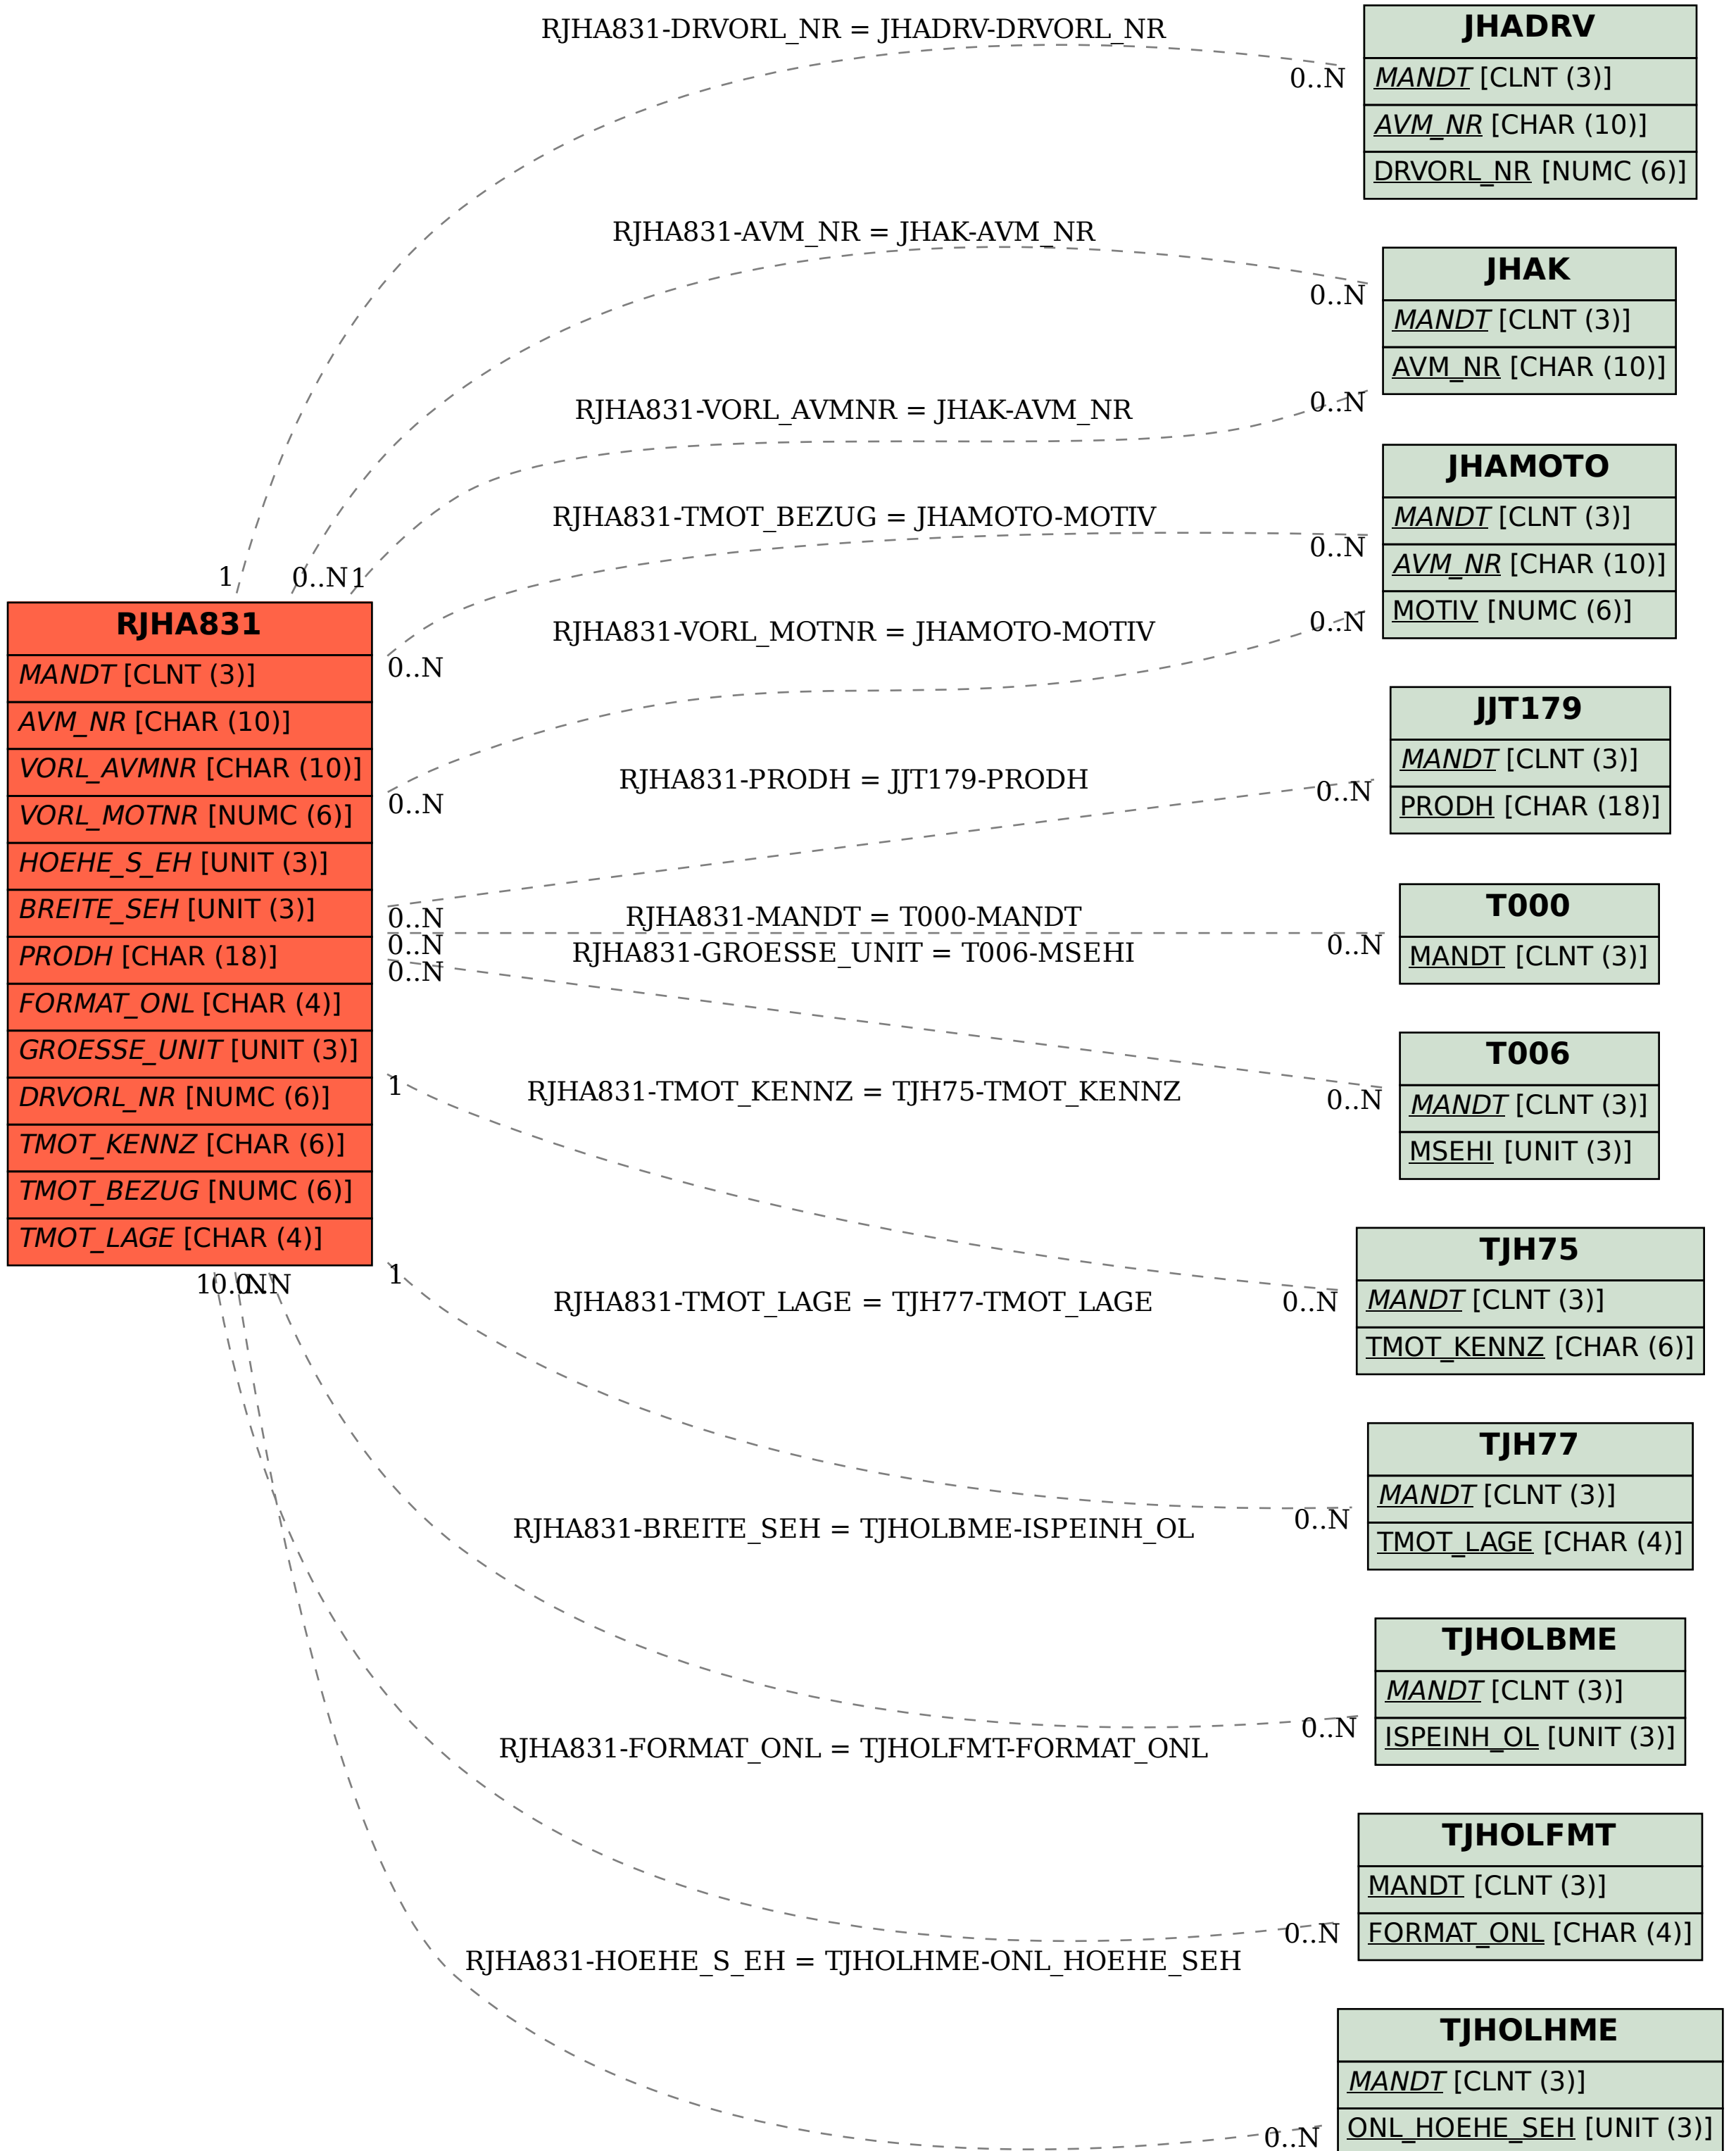 RJHA831-DRVORL_NR = JHADRV-DRVORL_NR
0..N
1
JHADRV
MANDT [CLNT (3)]
AVM_NR [CHAR (10)]
DRVORL_NR [NUMC (6)]
RJHA831-AVM_NR = JHAK-AVM_NR
0..N
0..N
JHAK
MANDT [CLNT (3)]
AVM_NR [CHAR (10)]
RJHA831-VORL_AVMNR = JHAK-AVM_NR
0..N
1
JHAMOTO
MANDT [CLNT (3)]
AVM_NR [CHAR (10)]
MOTIV [NUMC (6)]
RJHA831-TMOT_BEZUG = JHAMOTO-MOTIV
0..N
0..N
RJHA831-VORL_MOTNR = JHAMOTO-MOTIV
0..N
0..N
RJHA831
MANDT [CLNT (3)]
AVM_NR [CHAR (10)]
VORL_AVMNR [CHAR (10)]
VORL_MOTNR [NUMC (6)]
HOEHE_S_EH [UNIT (3)]
BREITE_SEH [UNIT (3)]
PRODH [CHAR (18)]
FORMAT_ONL [CHAR (4)]
GROESSE_UNIT [UNIT (3)]
DRVORL_NR [NUMC (6)]
TMOT_KENNZ [CHAR (6)]
TMOT_BEZUG [NUMC (6)]
TMOT_LAGE [CHAR (4)]
JJT179
MANDT [CLNT (3)]
PRODH [CHAR (18)]
RJHA831-PRODH = JJT179-PRODH
0..N
0..N
T000
MANDT [CLNT (3)]
RJHA831-MANDT = T000-MANDT
0..N
0..N
RJHA831-GROESSE_UNIT = T006-MSEHI
0..N
0..N
T006
MANDT [CLNT (3)]
MSEHI [UNIT (3)]
RJHA831-TMOT_KENNZ = TJH75-TMOT_KENNZ
1
0..N
TJH75
MANDT [CLNT (3)]
TMOT_KENNZ [CHAR (6)]
RJHA831-TMOT_LAGE = TJH77-TMOT_LAGE
1
0..N
TJH77
MANDT [CLNT (3)]
TMOT_LAGE [CHAR (4)]
RJHA831-BREITE_SEH = TJHOLBME-ISPEINH_OL
0..N
0..N
TJHOLBME
MANDT [CLNT (3)]
ISPEINH_OL [UNIT (3)]
RJHA831-FORMAT_ONL = TJHOLFMT-FORMAT_ONL
1
0..N
TJHOLFMT
MANDT [CLNT (3)]
FORMAT_ONL [CHAR (4)]
RJHA831-HOEHE_S_EH = TJHOLHME-ONL_HOEHE_SEH
0..N
0..N
TJHOLHME
MANDT [CLNT (3)]
ONL_HOEHE_SEH [UNIT (3)]